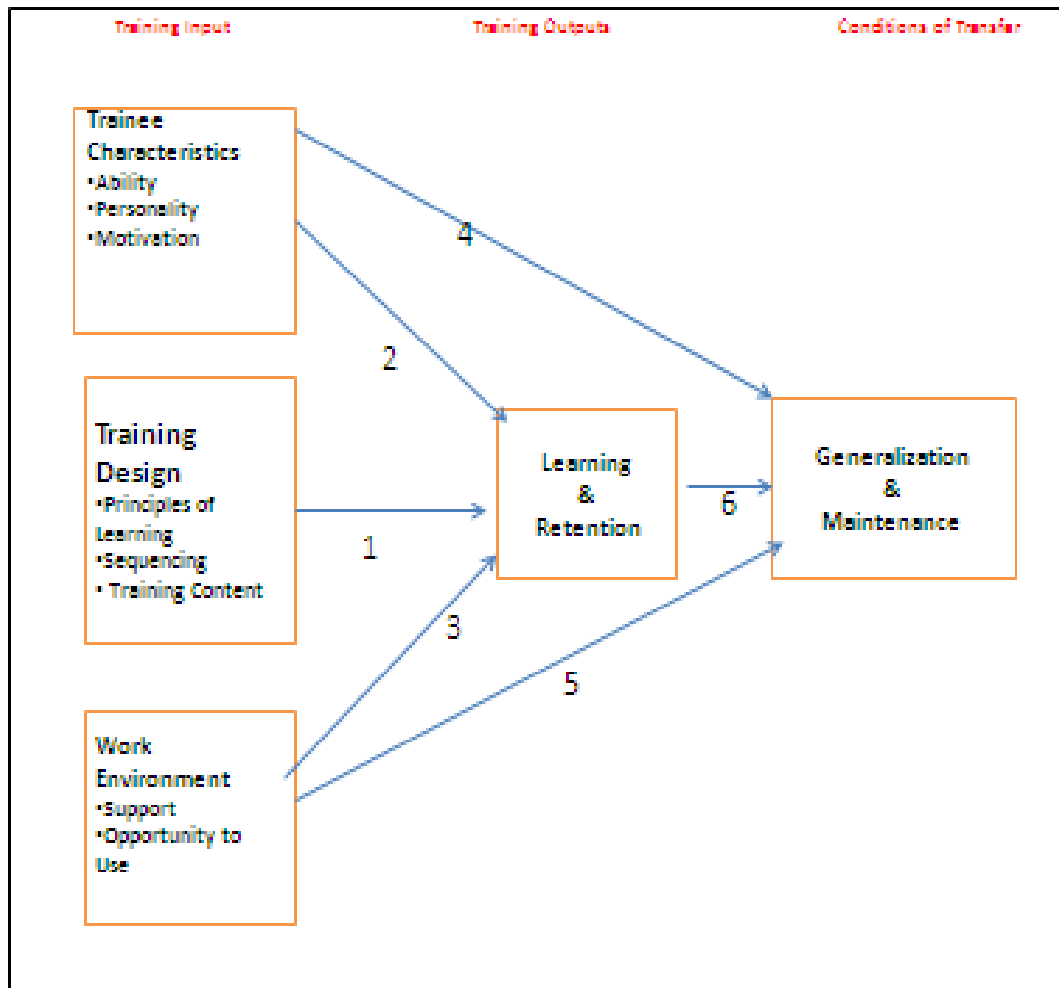 Training Input
Training Outputs
Conditions of Transfer
Trainee
Characteristics
•Ability
•Personality
•Motivation
4
2
Training
Design
•Principles of
Learning
•Sequencing
• Training Content
1
Learning
&
Retention
6
Generalization
&
Maintenance
3
5
Work
Environment
•Support
•Opportunity to
Use